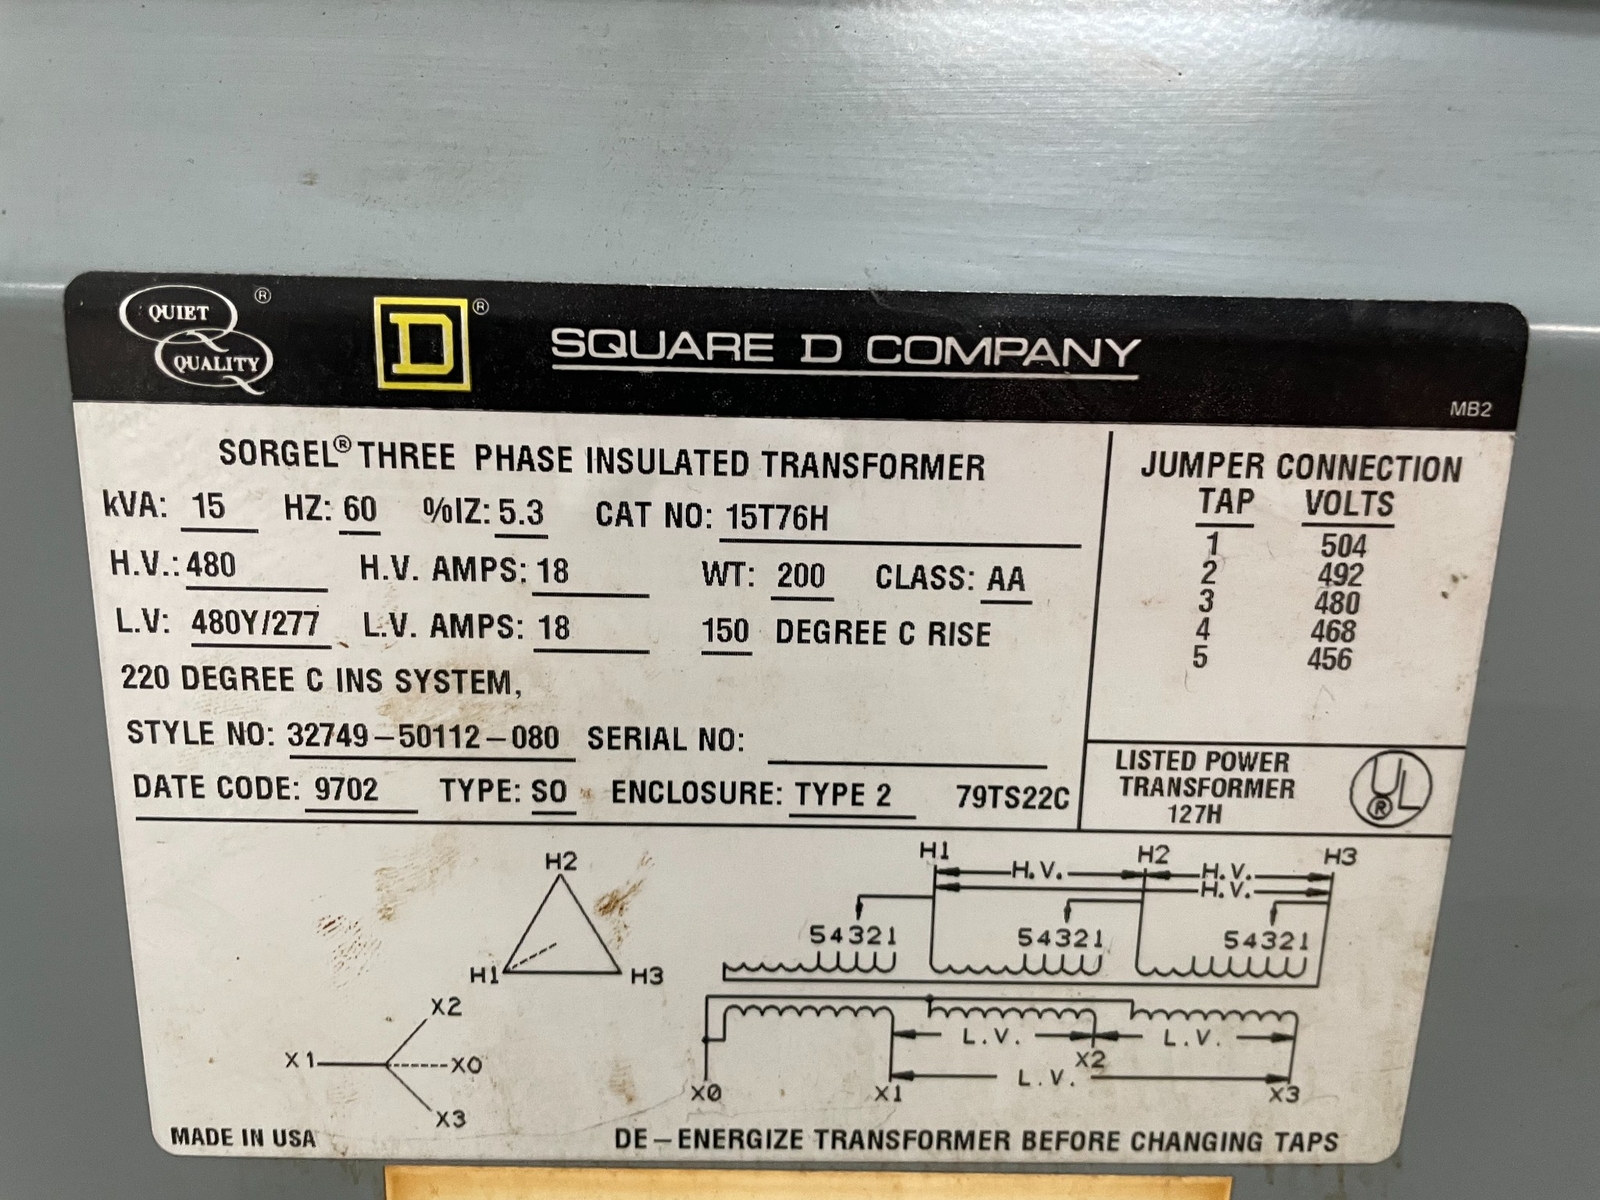 QUIET ®
QUALITY
D ®
SQUARE D COMPANY
MB2
SORGEL® THREE PHASE INSULATED TRANSFORMER
kVA: 15 HZ: 60 %IZ: 5.3 CAT NO: 15T76H
H.V.: 480 H.V. AMPS: 18 WT: 200 CLASS: AA
L.V: 480Y/277 L.V. AMPS: 18 150 DEGREE C RISE
220 DEGREE C INS SYSTEM,
STYLE NO: 32749-50112-080 SERIAL NO:
DATE CODE: 9702 TYPE: SO ENCLOSURE: TYPE 2 79TS22C
JUMPER CONNECTION
TAP VOLTS
1 504
2 492
3 480
4 468
5 456
LISTED POWER
TRANSFORMER
127H
UL ®
H2
H1 H3
X2
X1 X0
X3
H1 H2 H3
H.V. H.V.
H.V.
54321 54321 54321
L.V. L.V.
X2
L.V.
X0 X1 X3
MADE IN USA
DE-ENERGIZE TRANSFORMER BEFORE CHANGING TAPS